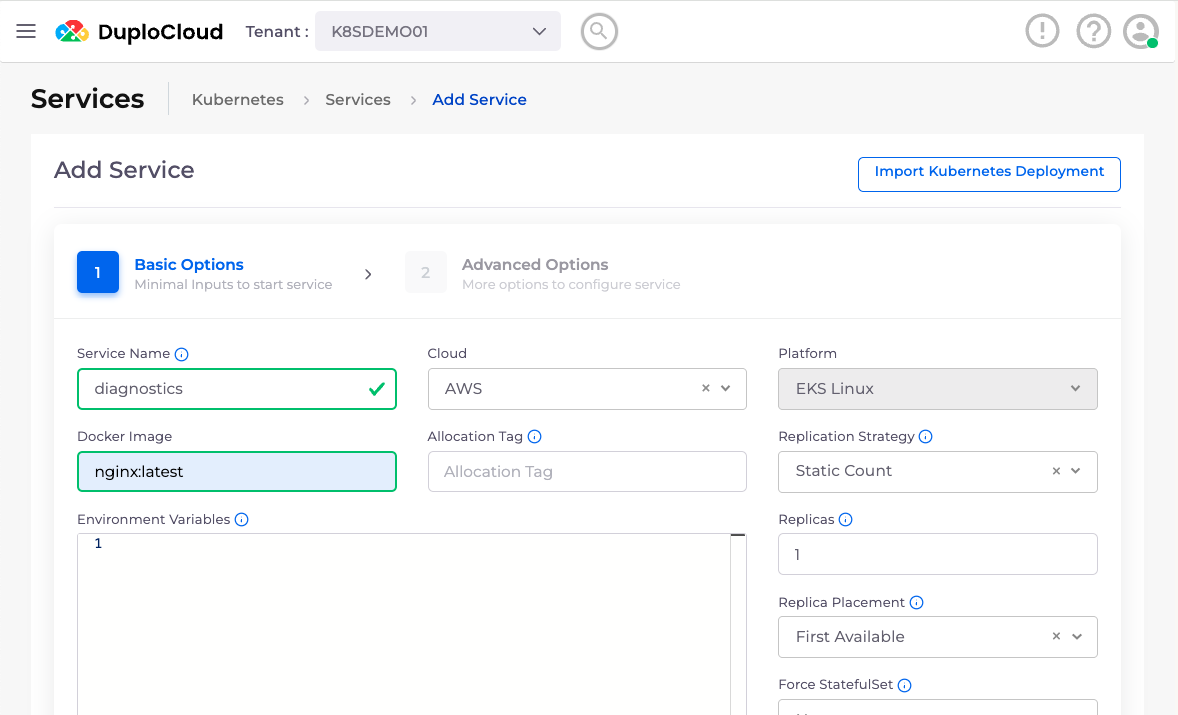 DuploCloud Tenant : K8SDEMO01
Services Kubernetes Services Add Service
Add Service
Import Kubernetes Deployment
1 Basic Options
Minimal Inputs to start service
2 Advanced Options
More options to configure service
Service Name
diagnostics
Cloud
AWS
Platform
EKS Linux
Docker Image
nginx:latest
Allocation Tag
Allocation Tag
Replication Strategy
Static Count
Environment Variables
1
Replicas
1
Replica Placement
First Available
Force StatefulSet